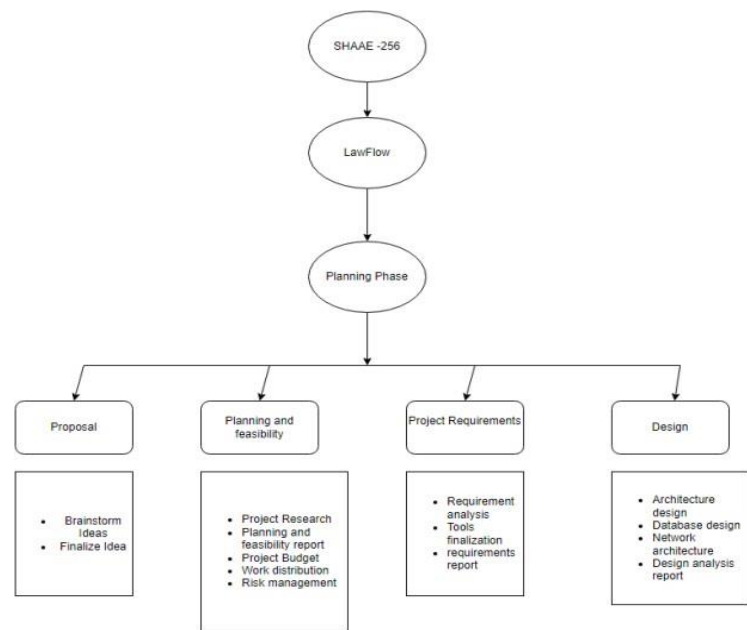 SHAAE -256
LawFlow
Planning Phase
Proposal
Planning and
feasibility
Project Requirements
Design
• Brainstorm
Ideas
• Finalize Idea
• Project Research
• Planning and
feasibility report
• Project Budget
• Work distribution
• Risk management
• Requirement
analysis
• Tools
finalization
• requirements
report
• Architecture
design
• Database design
• Network
architecture
• Design analysis
report